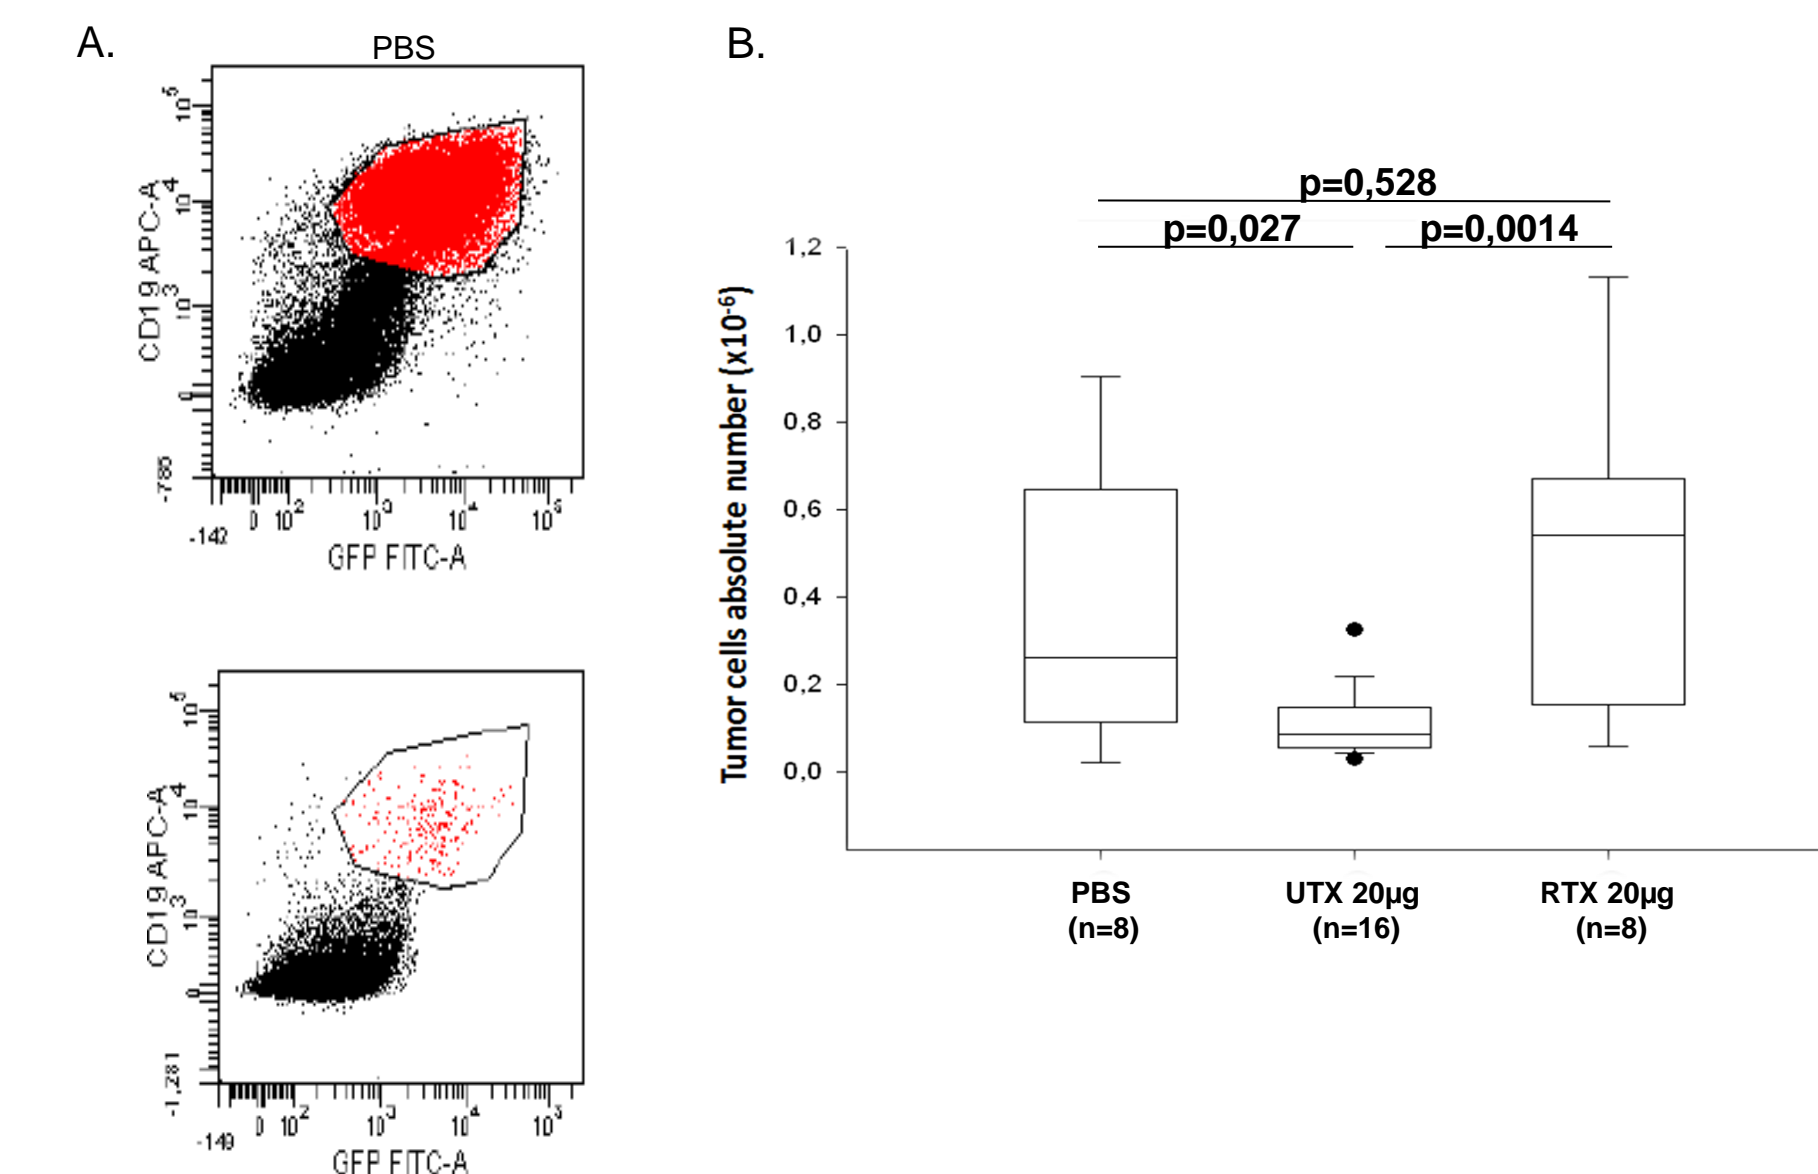 A.
PBS
CD19 APC-A
10^5
10^4
10^3
0
-785
-142
0 10^2 10^3 10^4 10^5
GFP FITC-A
CD19 APC-A
10^5
10^4
10^3
0
-1,281
-149
0 10^2 10^3 10^4 10^5
GFP FITC-A
B.
p=0,528
p=0,027 p=0,0014
Tumor cells absolute number (x10^-6)
1,2
1,0
0,8
0,6
0,4
0,2
0,0
PBS UTX 20µg RTX 20µg
(n=8) (n=16) (n=8)